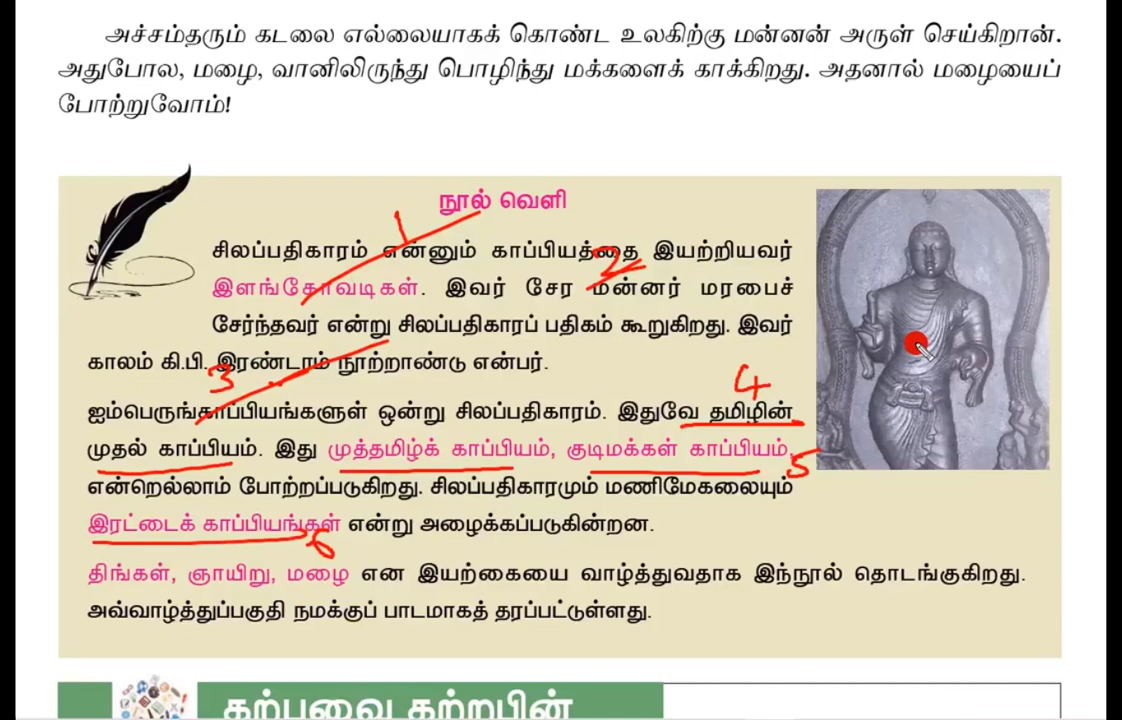 அச்சம்தரும் கடலை எல்லையாகக் கொண்ட உலகிற்கு மன்னன் அருள் செய்கிறான்.
அதுபோல, மழை, வானிலிருந்து பொழிந்து மக்களைக் காக்கிறது. அதனால் மழையைப்
போற்றுவோம்!
நூல் வெளி
1
சிலப்பதிகாரம் என்னும் காப்பியத்தை இயற்றியவர்
2
இளங்கோவடிகள். இவர் சேர மன்னர் மரபைச்
சேர்ந்தவர் என்று சிலப்பதிகாரப் பதிகம் கூறுகிறது. இவர்
காலம் கி.பி. இரண்டாம் நூற்றாண்டு என்பர்.
3
4
ஐம்பெருங்காப்பியங்களுள் ஒன்று சிலப்பதிகாரம். இதுவே தமிழின்
முதல் காப்பியம். இது முத்தமிழ்க் காப்பியம், குடிமக்கள் காப்பியம்,
5
என்றெல்லாம் போற்றப்படுகிறது. சிலப்பதிகாரமும் மணிமேகலையும்
இரட்டைக் காப்பியங்கள் என்று அழைக்கப்படுகின்றன.
6
திங்கள், ஞாயிறு, மழை என இயற்கையை வாழ்த்துவதாக இந்நூல் தொடங்குகிறது.
அவ்வாழ்த்துப்பகுதி நமக்குப் பாடமாகத் தரப்பட்டுள்ளது.
கற்பவை கற்றபின்